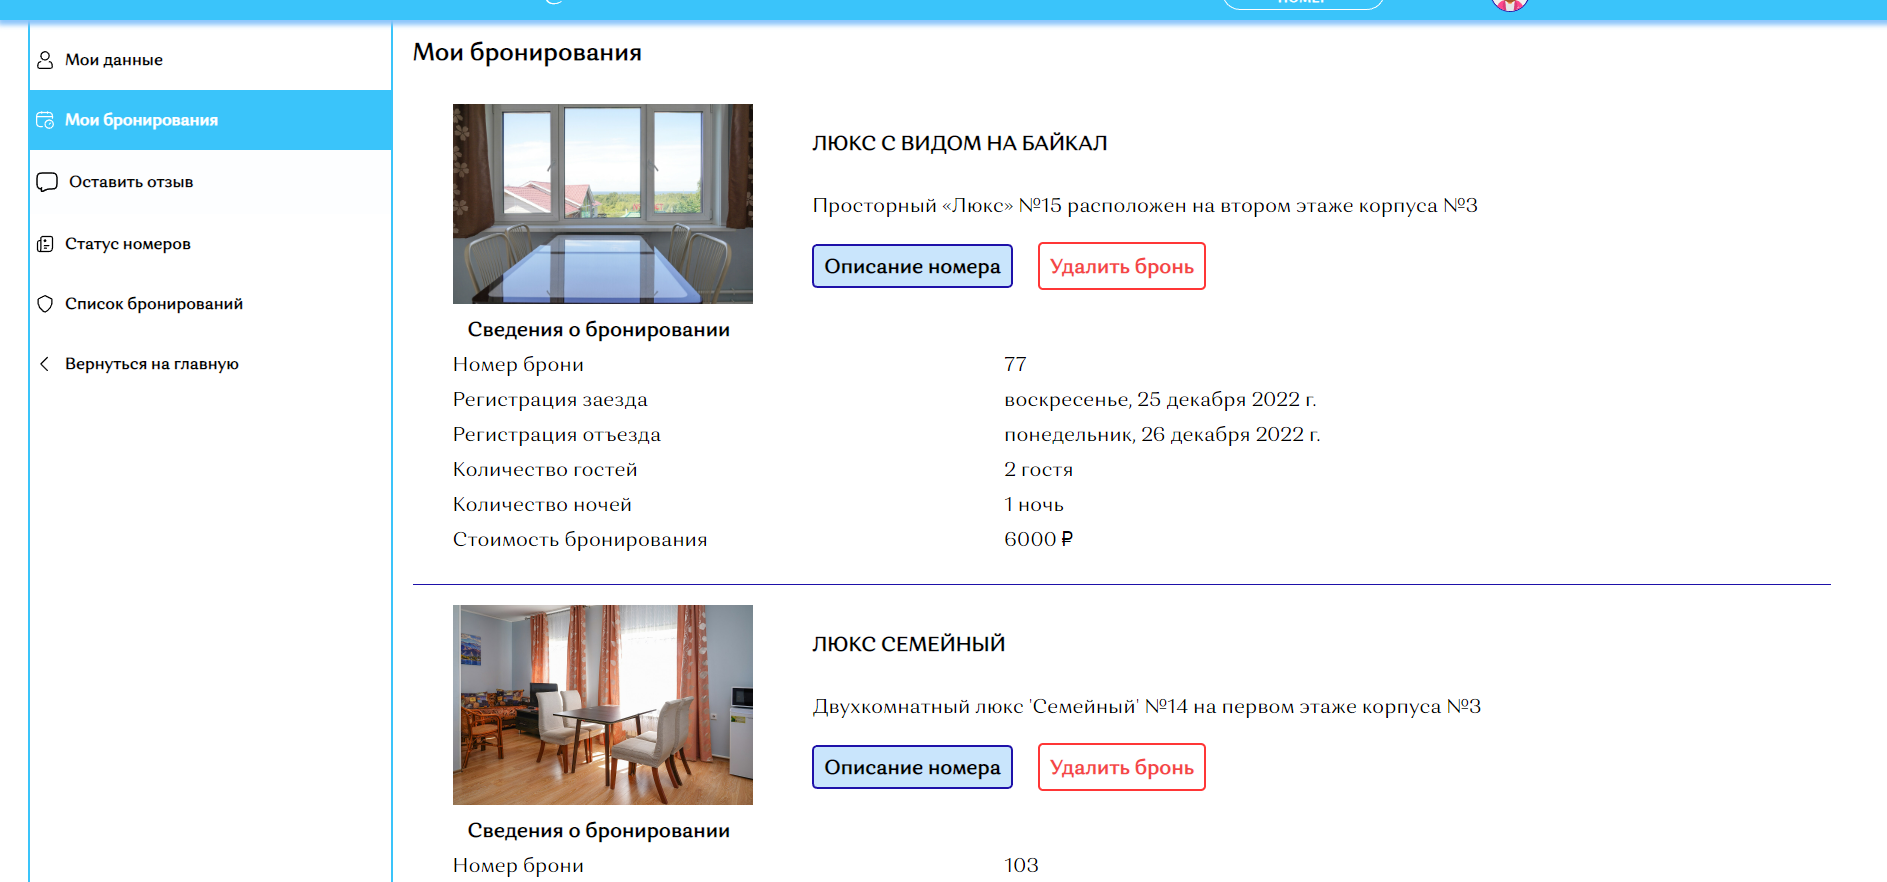 Мои данные
Мои бронирования
Оставить отзыв
Статус номеров
Список бронирований
Вернуться на главную
Мои бронирования
ЛЮКС С ВИДОМ НА БАЙКАЛ
Просторный «Люкс» №15 расположен на втором этаже корпуса №3
Описание номера
Удалить бронь
Сведения о бронировании
Номер брони 77
Регистрация заезда воскресенье, 25 декабря 2022 г.
Регистрация отъезда понедельник, 26 декабря 2022 г.
Количество гостей 2 гостя
Количество ночей 1 ночь
Стоимость бронирования 6000 ₽
ЛЮКС СЕМЕЙНЫЙ
Двухкомнатный люкс 'Семейный' №14 на первом этаже корпуса №3
Описание номера
Удалить бронь
Сведения о бронировании
Номер брони 103